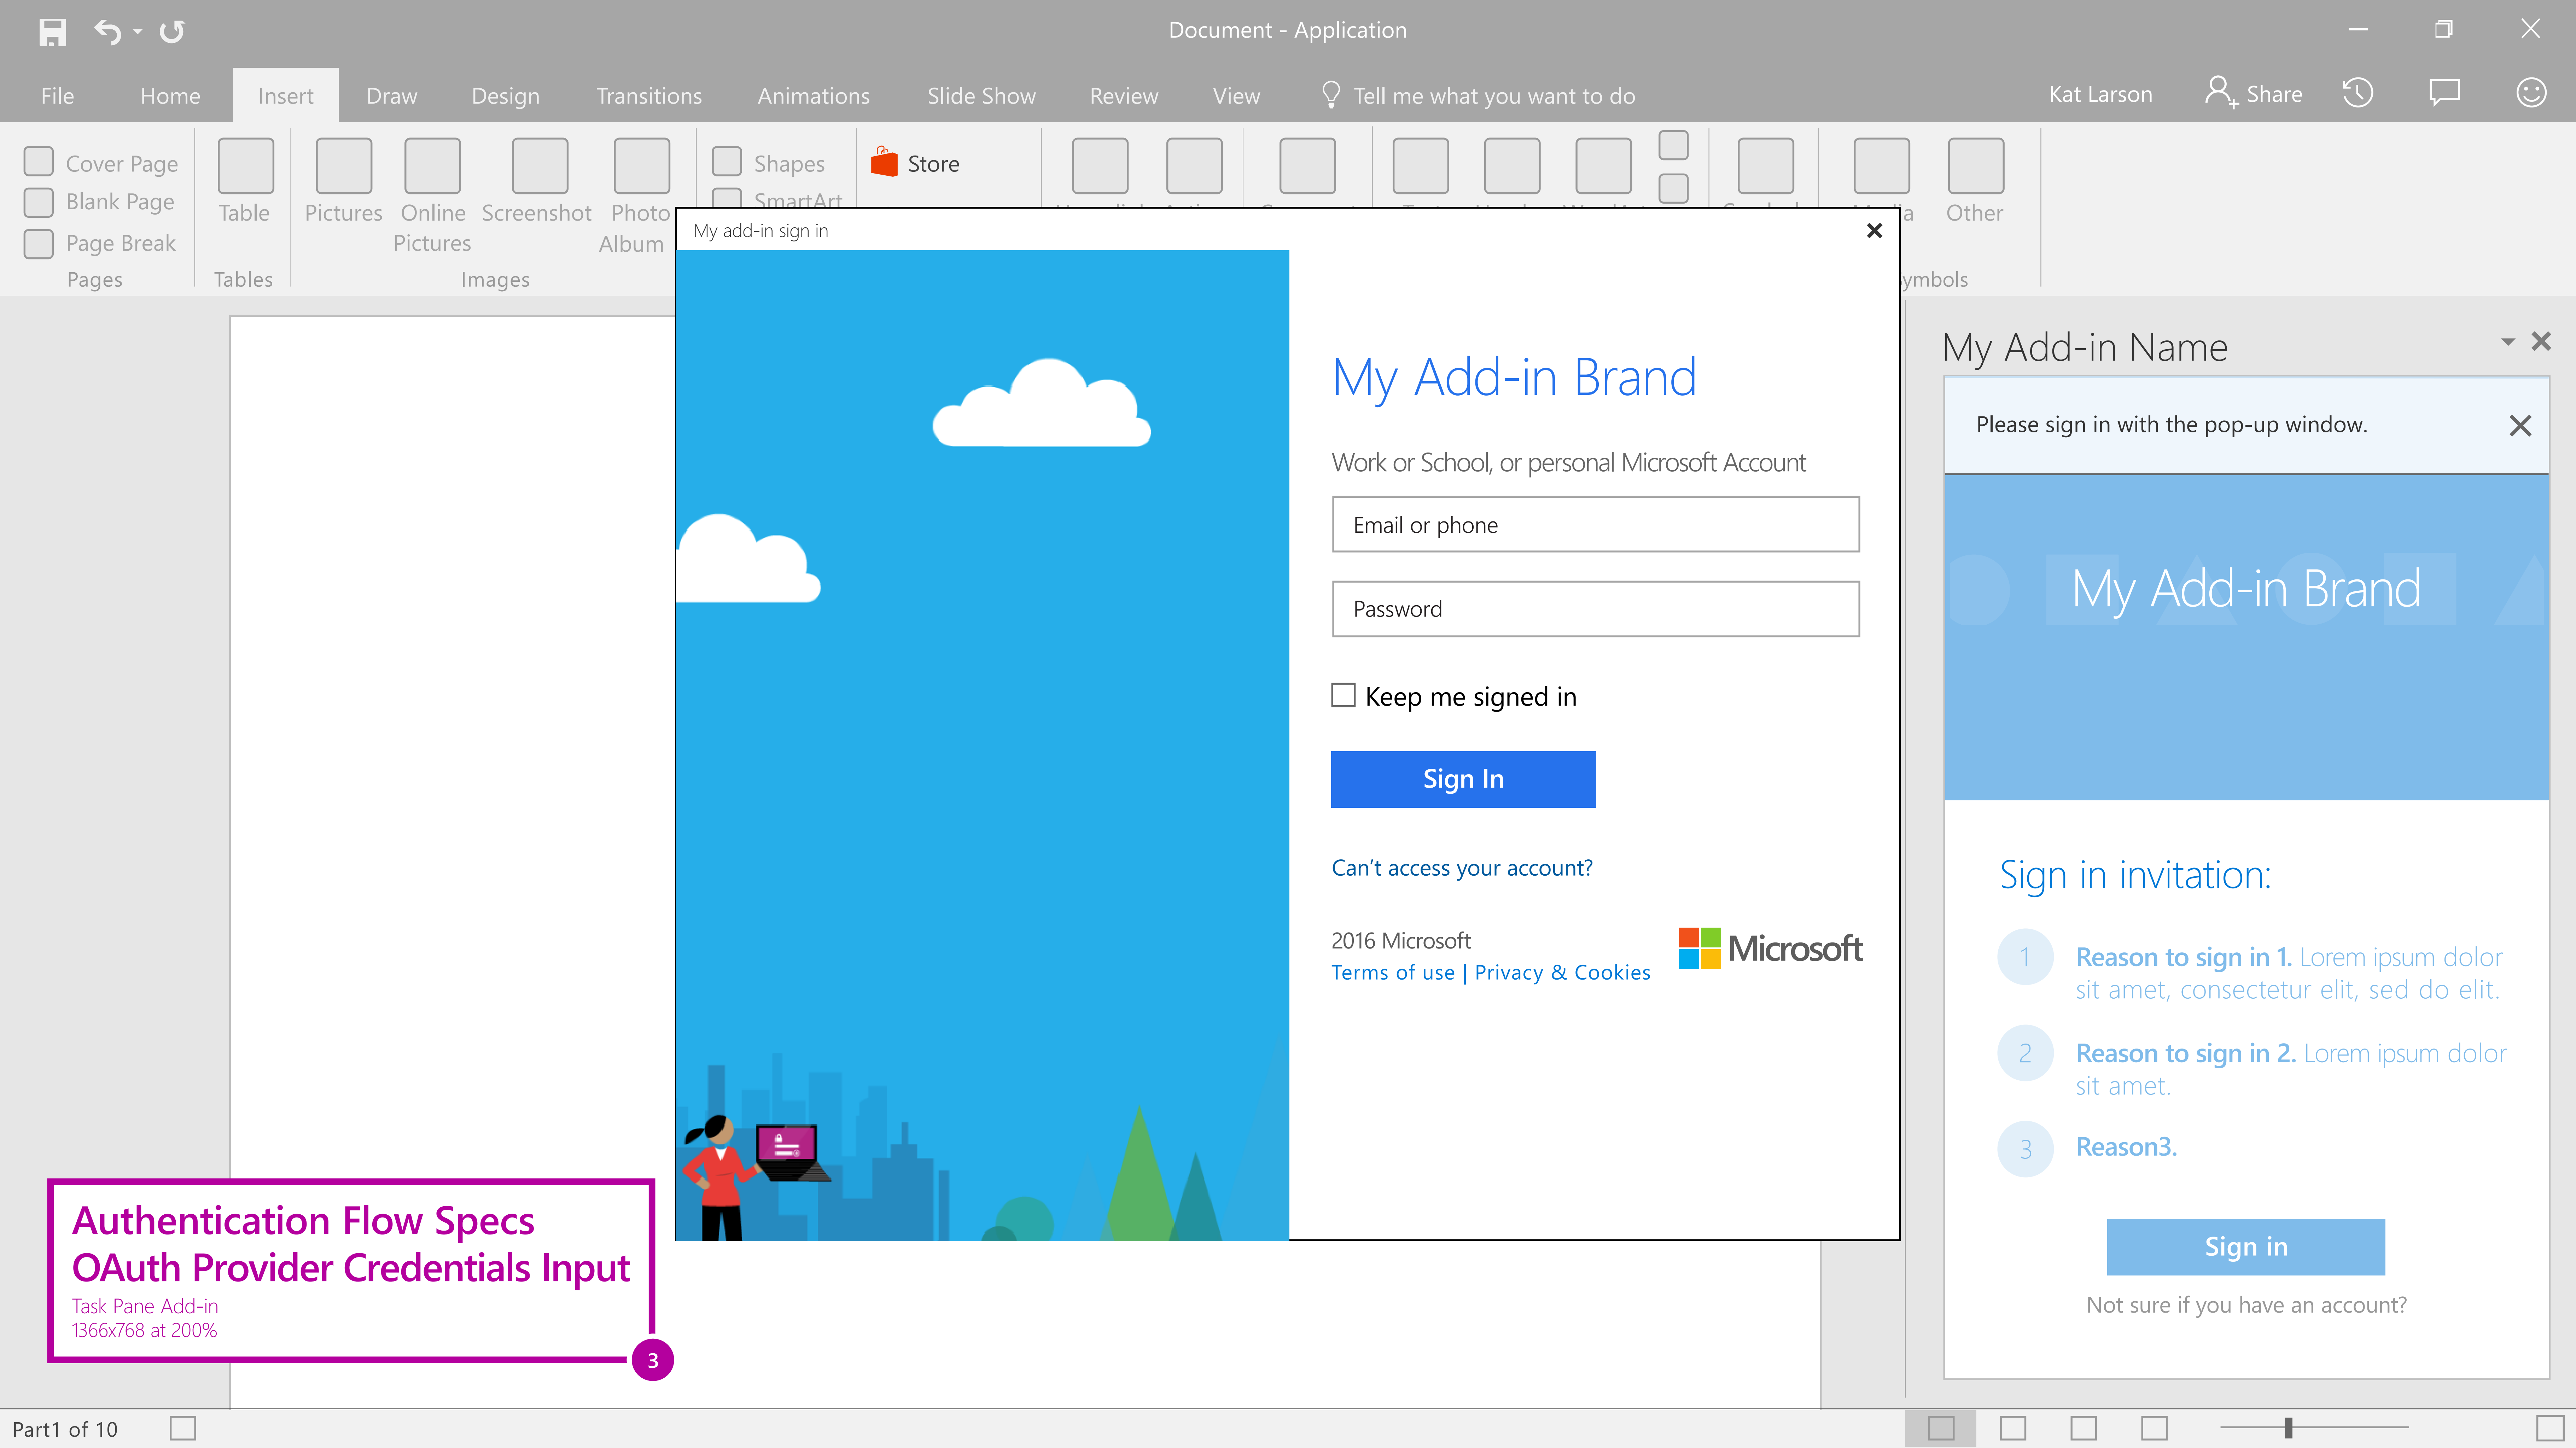 Document - Application
File Home Insert Draw Design Transitions Animations Slide Show Review View Tell me what you want to do Kat Larson Share
Cover Page
Blank Page
Page Break
Pages
Table
Tables
Pictures
Online
Pictures
Screenshot
Photo
Album
Images
Shapes
SmartArt
Store
Other
ymbols
My add-in sign in
My Add-in Brand
Work or School, or personal Microsoft Account
Email or phone
Password
Keep me signed in
Sign In
Can't access your account?
2016 Microsoft
Terms of use | Privacy & Cookies
Microsoft
My Add-in Name
Please sign in with the pop-up window.
My Add-in Brand
Sign in invitation:
1 Reason to sign in 1. Lorem ipsum dolor
sit amet, consectetur elit, sed do elit.
2 Reason to sign in 2. Lorem ipsum dolor
sit amet.
3 Reason3.
Sign in
Not sure if you have an account?
Authentication Flow Specs
OAuth Provider Credentials Input
Task Pane Add-in
1366x768 at 200%
3
Part1 of 10